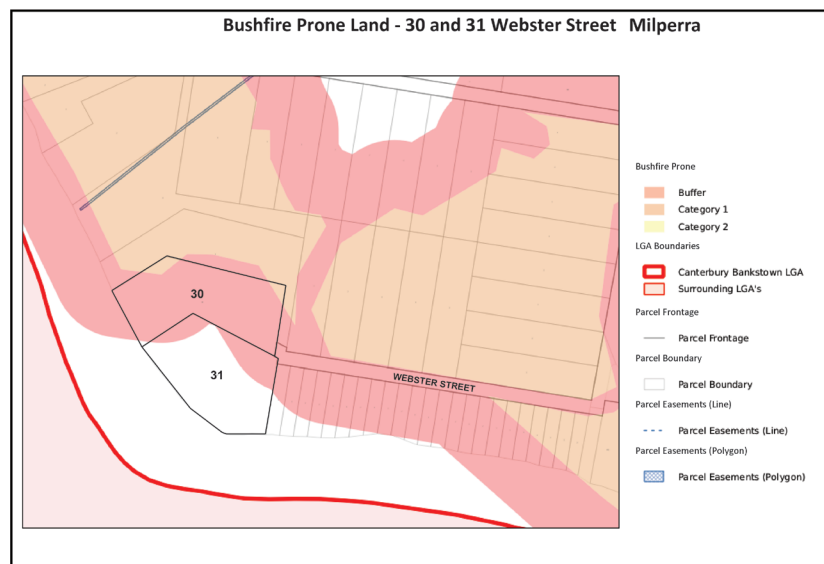 Bushfire Prone Land - 30 and 31 Webster Street Milperra
30
31
WEBSTER STREET
Bushfire Prone
Buffer
Category 1
Category 2
LGA Boundaries
Canterbury Bankstown LGA
Surrounding LGA's
Parcel Frontage
Parcel Frontage
Parcel Boundary
Parcel Boundary
Parcel Easements (Line)
Parcel Easements (Line)
Parcel Easements (Polygon)
Parcel Easements (Polygon)